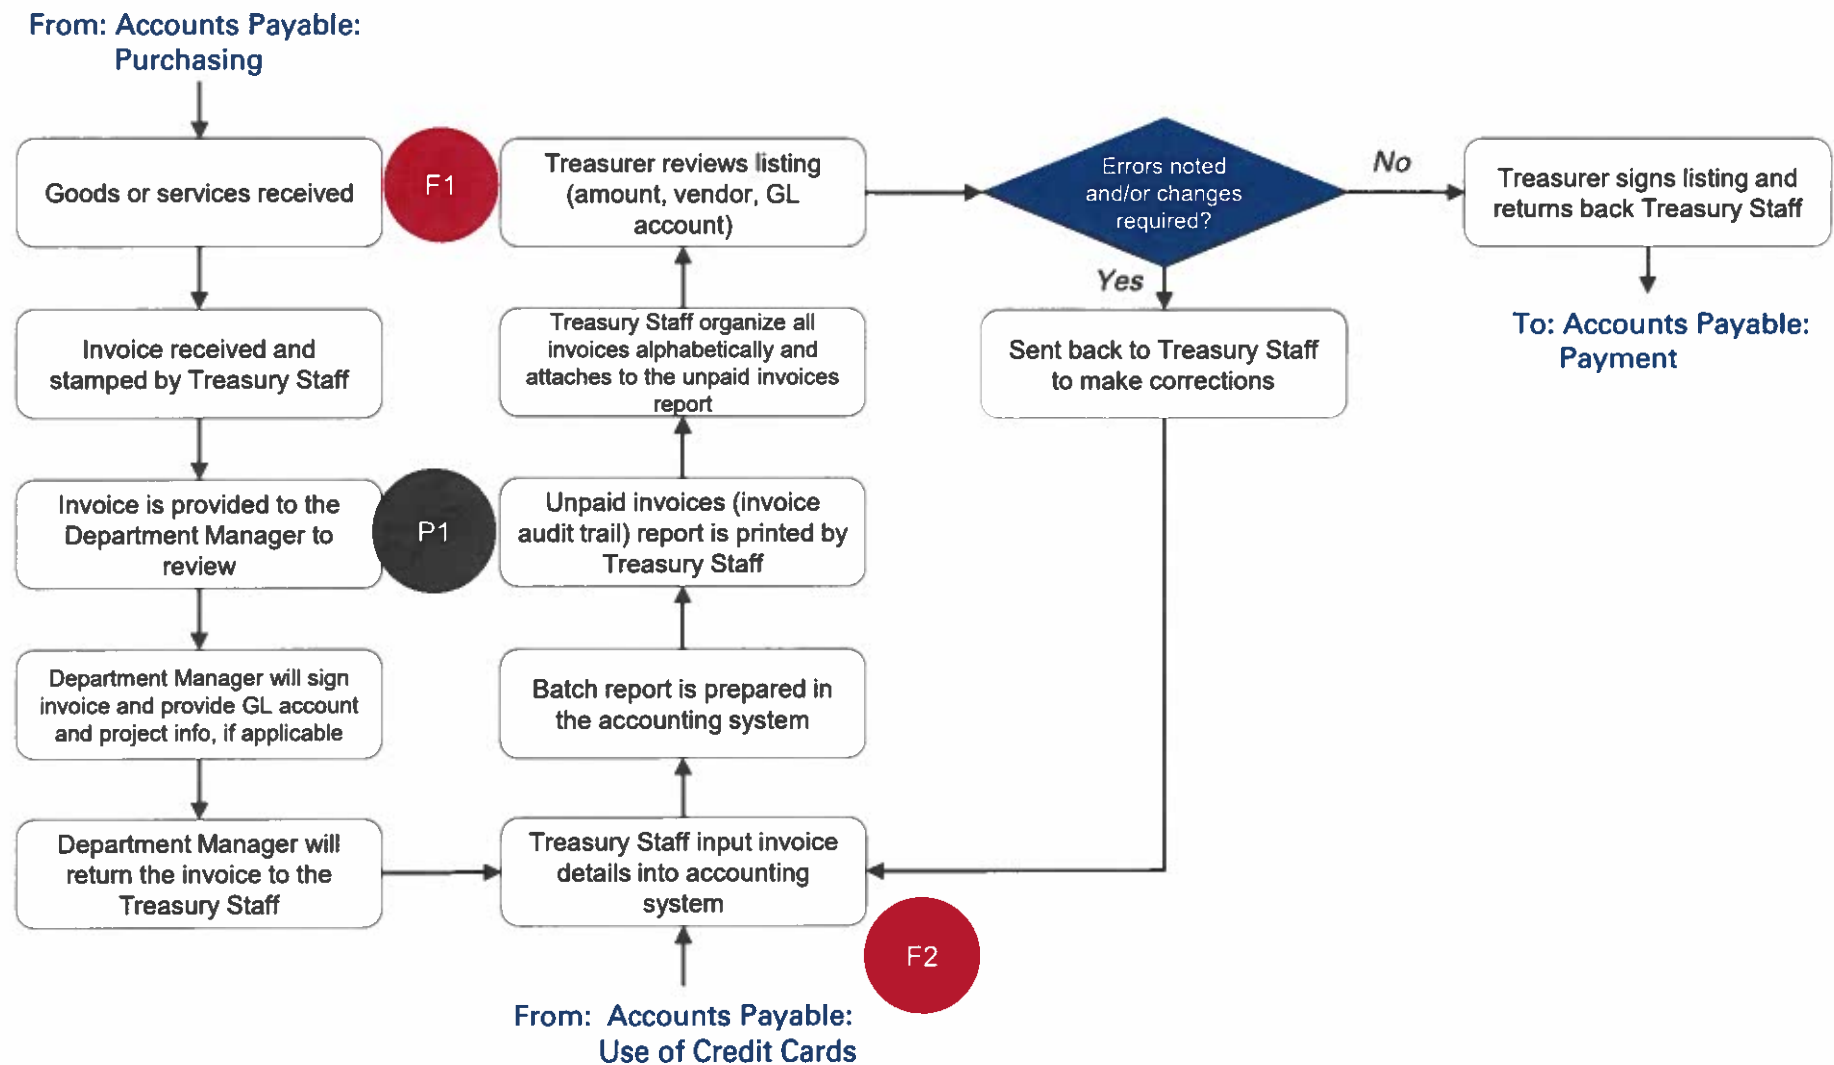 From: Accounts Payable:
Purchasing
Goods or services received
F1
Invoice received and
stamped by Treasury Staff
Invoice is provided to the
Department Manager to
review
P1
Department Manager will sign
invoice and provide GL account
and project info, if applicable
Department Manager will
return the invoice to the
Treasury Staff
Treasurer reviews listing
(amount, vendor, GL
account)
Treasury Staff organize all
invoices alphabetically and
attaches to the unpaid invoices
report
Unpaid invoices (invoice
audit trail) report is printed by
Treasury Staff
Batch report is prepared in
the accounting system
Treasury Staff input invoice
details into accounting
system
F2
From: Accounts Payable:
Use of Credit Cards
Errors noted
and/or changes
required?
No
Yes
Sent back to Treasury Staff
to make corrections
Treasurer signs listing and
returns back Treasury Staff
To: Accounts Payable:
Payment